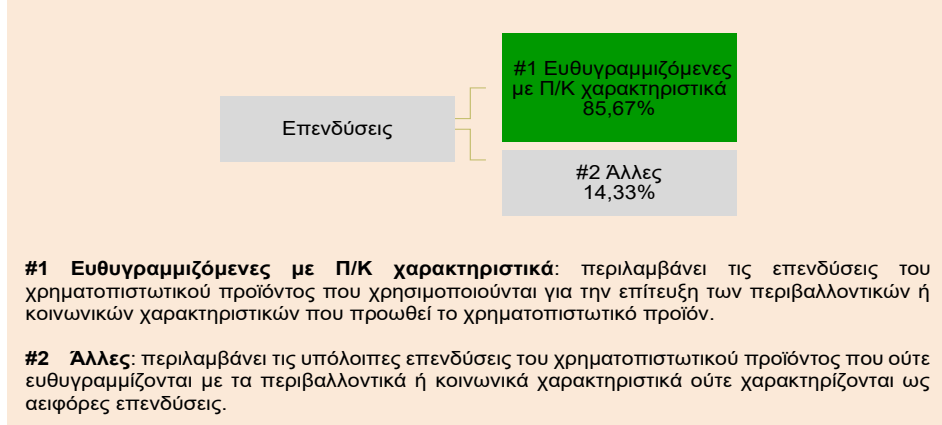 #1 Ευθυγραμμιζόμενες
με Π/Κ χαρακτηριστικά
85,67%
Επενδύσεις
#2 Άλλες
14,33%
#1 Ευθυγραμμιζόμενες με Π/Κ χαρακτηριστικά: περιλαμβάνει τις επενδύσεις του
χρηματοπιστωτικού προϊόντος που χρησιμοποιούνται για την επίτευξη των περιβαλλοντικών ή
κοινωνικών χαρακτηριστικών που προωθεί το χρηματοπιστωτικό προϊόν.
#2 Άλλες: περιλαμβάνει τις υπόλοιπες επενδύσεις του χρηματοπιστωτικού προϊόντος που ούτε
ευθυγραμμίζονται με τα περιβαλλοντικά ή κοινωνικά χαρακτηριστικά ούτε χαρακτηρίζονται ως
αειφόρες επενδύσεις.